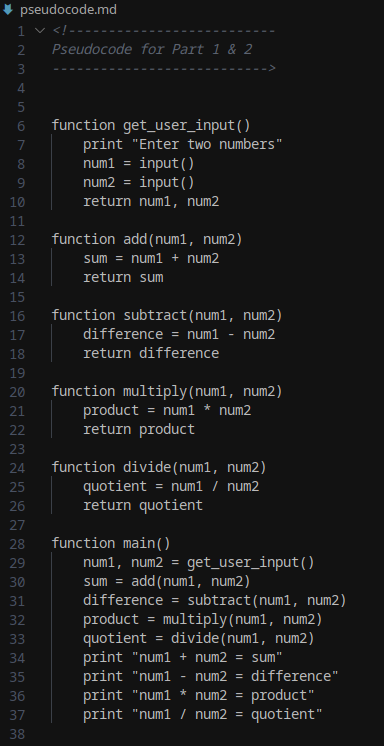 pseudocode.md
1 <!--------------------------
2 Pseudocode for Part 1 & 2
3 --------------------------->
4
5
6 function get_user_input()
7     print "Enter two numbers"
8     num1 = input()
9     num2 = input()
10     return num1, num2
11
12 function add(num1, num2)
13     sum = num1 + num2
14     return sum
15
16 function subtract(num1, num2)
17     difference = num1 - num2
18     return difference
19
20 function multiply(num1, num2)
21     product = num1 * num2
22     return product
23
24 function divide(num1, num2)
25     quotient = num1 / num2
26     return quotient
27
28 function main()
29     num1, num2 = get_user_input()
30     sum = add(num1, num2)
31     difference = subtract(num1, num2)
32     product = multiply(num1, num2)
33     quotient = divide(num1, num2)
34     print "num1 + num2 = sum"
35     print "num1 - num2 = difference"
36     print "num1 * num2 = product"
37     print "num1 / num2 = quotient"
38